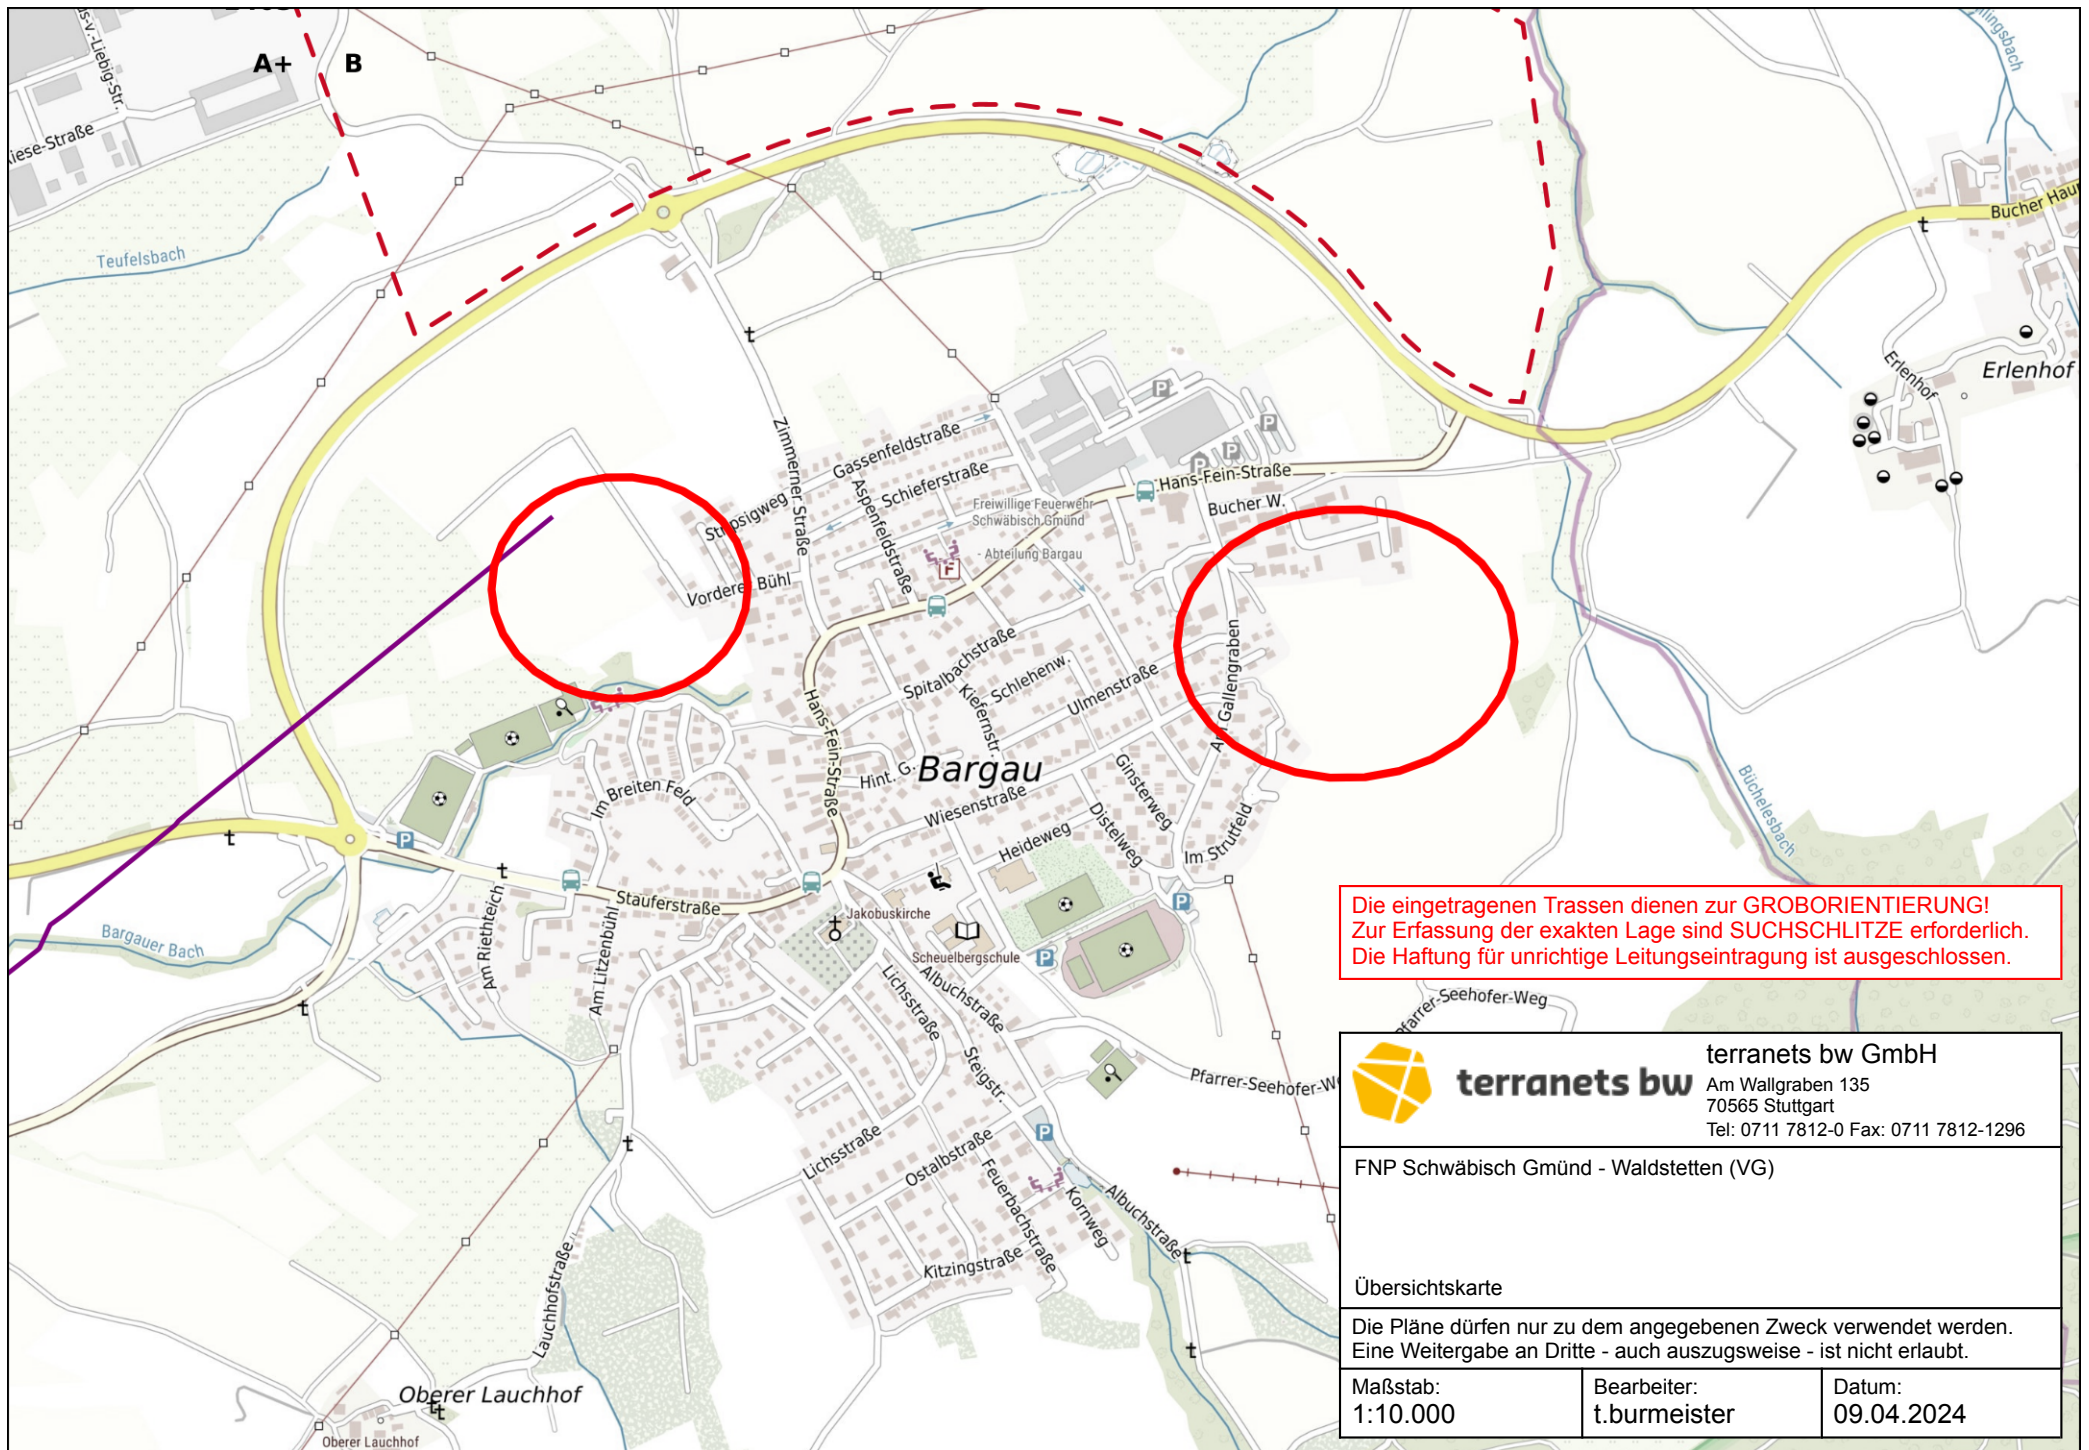 A+
B
Teufelsbach
Bucher
Erlenhof
Erlenhof
Zimmerner Straße
Gassenfeldstraße
Schieferstraße
Aspenfeldstraße
Vorderer Bühl
Freiwillige Feuerwehr
Schwäbisch Gmünd
- Abteilung Bargau
F
P
P
P
P
Hans-Fein-Straße
Bucher W.
Am Gallengraben
Spitalbachstraße
Schlehenw.
Kiefernstr.
Ulmenstraße
Hans-Fein-Straße
Hint. G.
Bargau
Im Breiten Feld
Wiesenstraße
Ginsterweg
Distelweg
Heideweg
Im Strutfeld
Büchelesbach
P
Stauferstraße
Jakobuskirche
Scheuelbergschule
P
P
Bargauer Bach
Am Riethteich
Am Litzenbühl
Lichsstraße
Albuchstraße
Steigstr.
Pfarrer-Seehofer-Weg
P
Lichsstraße
Ostalbstraße
Feuerbachstraße
Kornweg
Albuchstraße
Kitzingstraße
Lauchhofstraße
Oberer Lauchhof
Oberer Lauchhof
Die eingetragenen Trassen dienen zur GROBORIENTIERUNG!
Zur Erfassung der exakten Lage sind SUCHSCHLITZE erforderlich.
Die Haftung für unrichtige Leitungseintragung ist ausgeschlossen.
terranets bw
terranets bw GmbH
Am Wallgraben 135
70565 Stuttgart
Tel: 0711 7812-0 Fax: 0711 7812-1296
FNP Schwäbisch Gmünd - Waldstetten (VG)
Übersichtskarte
Die Pläne dürfen nur zu dem angegebenen Zweck verwendet werden.
Eine Weitergabe an Dritte - auch auszugsweise - ist nicht erlaubt.
Maßstab:
1:10.000
Bearbeiter:
t.burmeister
Datum:
09.04.2024